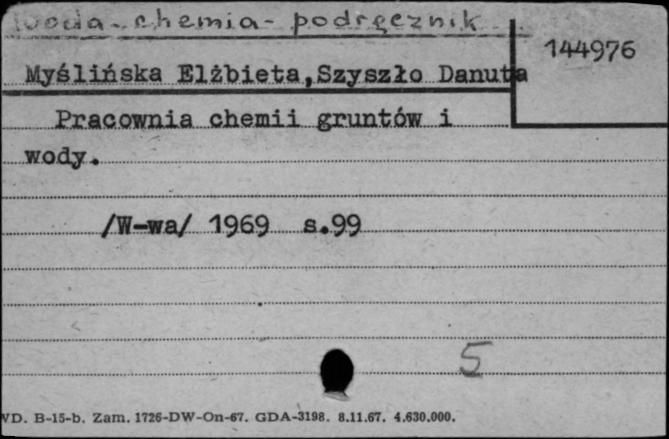 Woda - chemia - podręcznik
144976
Myślińska Elżbieta,Szyszło Danuta
Pracownia chemii gruntów i
wody.
/W-wa/ 1969 s.99
5
WD. B-15-b. Zam. 1726-DW-On-67. GDA-3198. 8.11.67. 4.630.000.